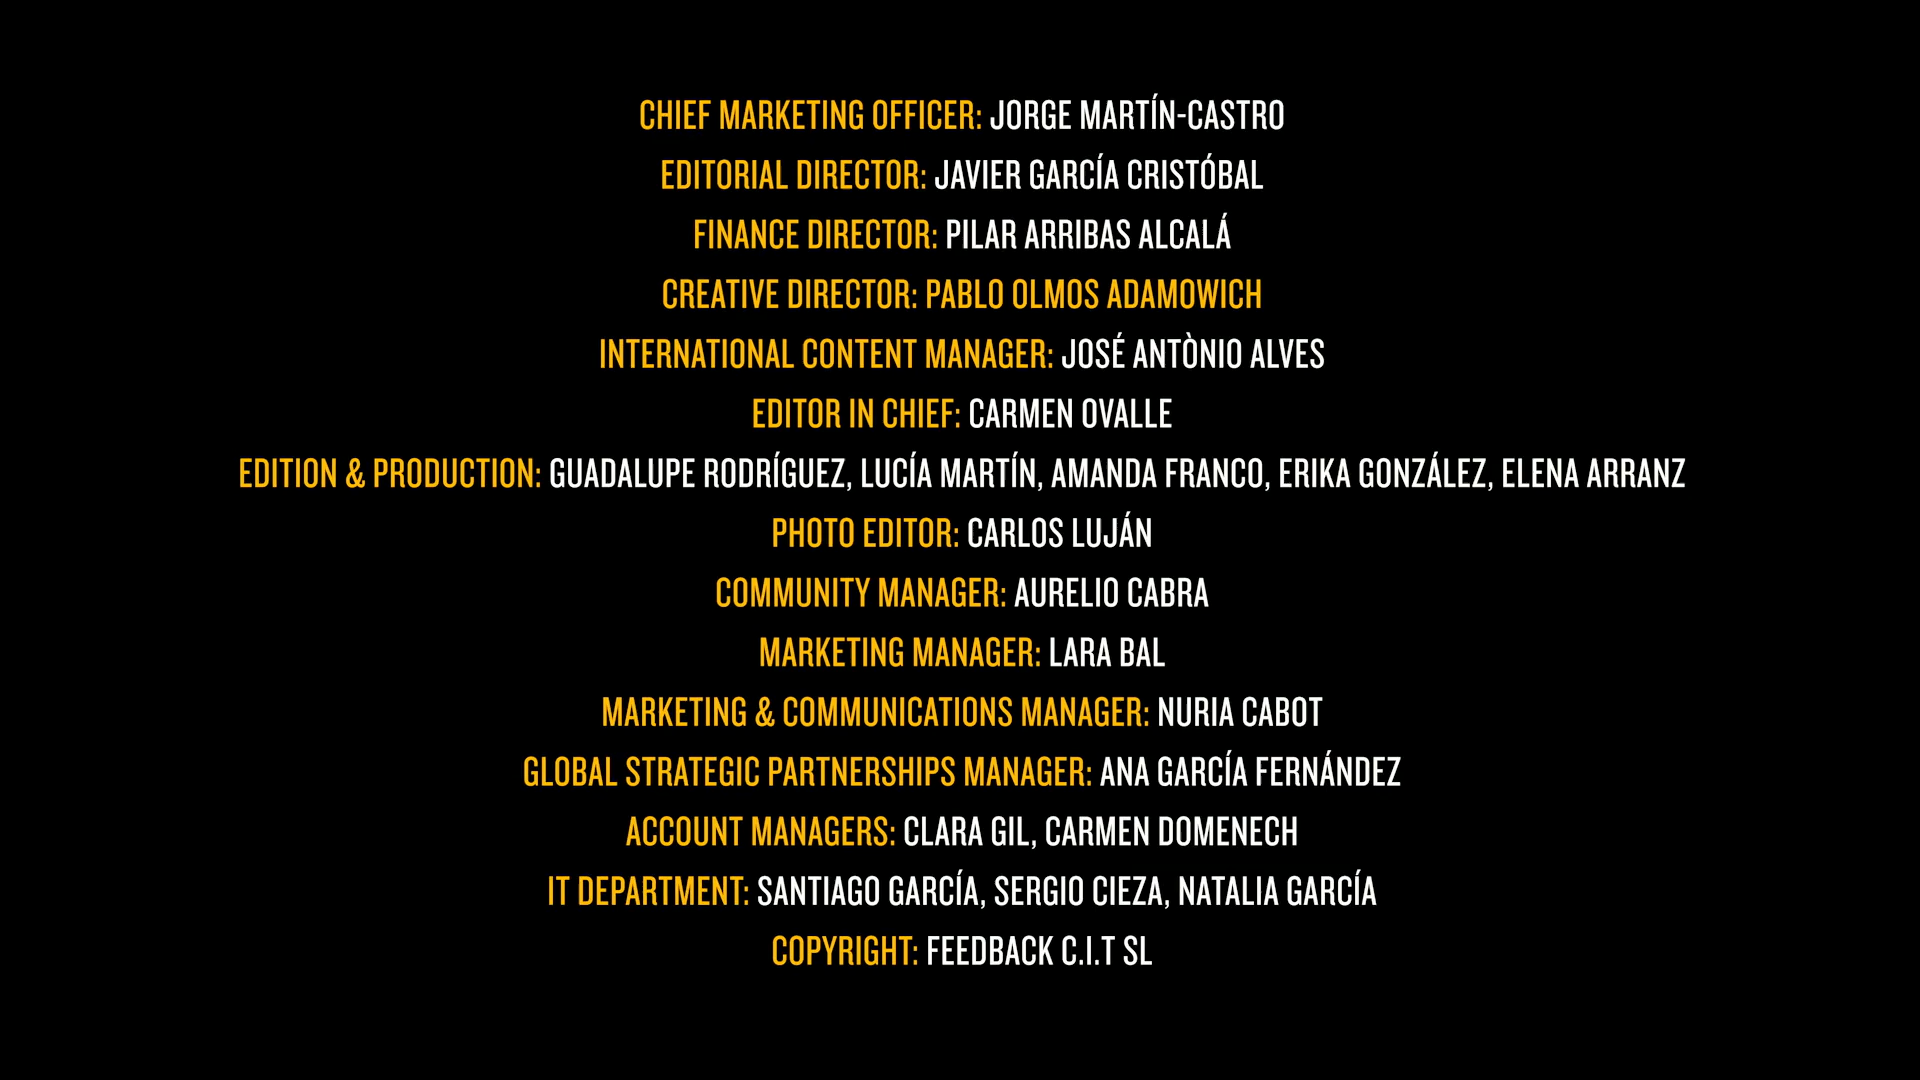 CHIEF MARKETING OFFICER: JORGE MARTÍN-CASTRO
EDITORIAL DIRECTOR: JAVIER GARCÍA CRISTÓBAL
FINANCE DIRECTOR: PILAR ARRIBAS ALCALÁ
CREATIVE DIRECTOR: PABLO OLMOS ADAMOWICH
INTERNATIONAL CONTENT MANAGER: JOSÉ ANTÒNIO ALVES
EDITOR IN CHIEF: CARMEN OVALLE
EDITION & PRODUCTION: GUADALUPE RODRÍGUEZ, LUCÍA MARTÍN, AMANDA FRANCO, ERIKA GONZÁLEZ, ELENA ARRANZ
PHOTO EDITOR: CARLOS LUJÁN
COMMUNITY MANAGER: AURELIO CABRA
MARKETING MANAGER: LARA BAL
MARKETING & COMMUNICATIONS MANAGER: NURIA CABOT
GLOBAL STRATEGIC PARTNERSHIPS MANAGER: ANA GARCÍA FERNÁNDEZ
ACCOUNT MANAGERS: CLARA GIL, CARMEN DOMENECH
IT DEPARTMENT: SANTIAGO GARCÍA, SERGIO CIEZA, NATALIA GARCÍA
COPYRIGHT: FEEDBACK C.I.T SL